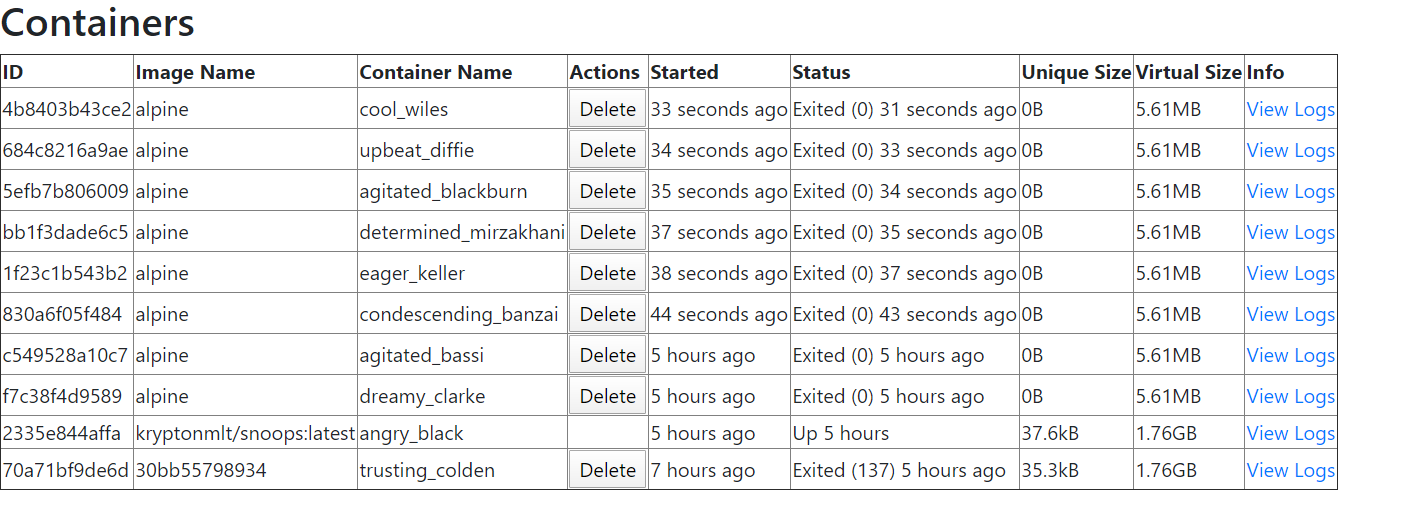 Containers
ID Image Name Container Name Actions Started Status Unique Size Virtual Size Info
4b8403b43ce2 alpine cool_wiles Delete 33 seconds ago Exited (0) 31 seconds ago 0B 5.61MB View Logs
684c8216a9ae alpine upbeat_diffie Delete 34 seconds ago Exited (0) 33 seconds ago 0B 5.61MB View Logs
5efb7b806009 alpine agitated_blackburn Delete 35 seconds ago Exited (0) 34 seconds ago 0B 5.61MB View Logs
bb1f3dade6c5 alpine determined_mirzakhani Delete 37 seconds ago Exited (0) 35 seconds ago 0B 5.61MB View Logs
1f23c1b543b2 alpine eager_keller Delete 38 seconds ago Exited (0) 37 seconds ago 0B 5.61MB View Logs
830a6f05f484 alpine condescending_banzai Delete 44 seconds ago Exited (0) 43 seconds ago 0B 5.61MB View Logs
c549528a10c7 alpine agitated_bassi Delete 5 hours ago Exited (0) 5 hours ago 0B 5.61MB View Logs
f7c38f4d9589 alpine dreamy_clarke Delete 5 hours ago Exited (0) 5 hours ago 0B 5.61MB View Logs
2335e844affa kryptonmlt/snoops:latest angry_black 5 hours ago Up 5 hours 37.6kB 1.76GB View Logs
70a71bf9de6d 30bb55798934 trusting_colden Delete 7 hours ago Exited (137) 5 hours ago 35.3kB 1.76GB View Logs